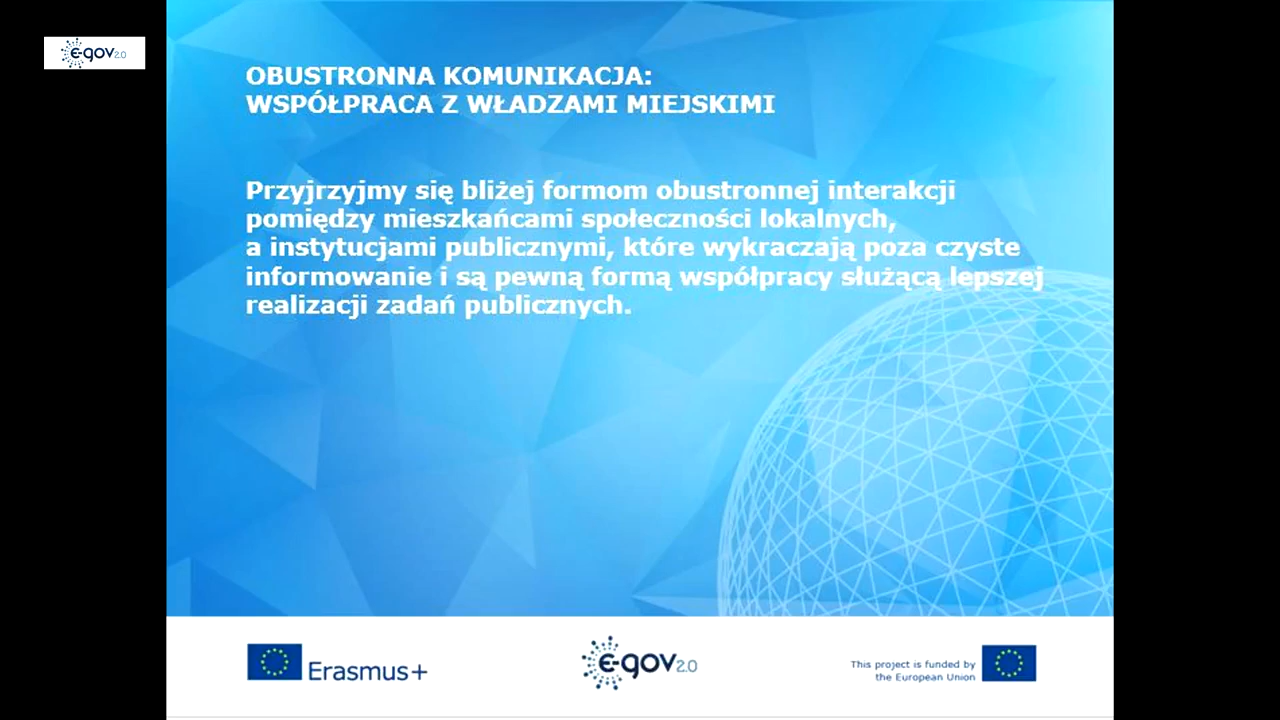 e-gov2.0
OBUSTRONNA KOMUNIKACJA:
WSPÓŁPRACA Z WŁADZAMI MIEJSKIMI
Przyjrzyjmy się bliżej formom obustronnej interakcji
pomiędzy mieszkańcami społeczności lokalnych,
a instytucjami publicznymi, które wykraczają poza czyste
informowanie i są pewną formą współpracy służącą lepszej
realizacji zadań publicznych.
Erasmus+
e-gov2.0
This project is funded by
the European Union